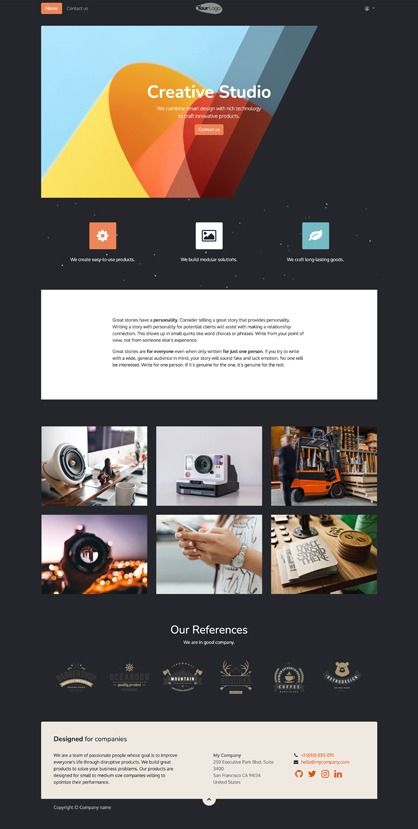 Home
Contact us
YourLogo
Creative Studio
We combine smart design with rich technology
to craft innovative products.
Contact us
We create easy-to-use products.
We build modular solutions.
We craft long-lasting goods.
Great stories have a personality. Consider telling a great story that provides personality.
Writing a story with personality for potential clients will assist with making a relationship
connection. This shows up in small quirks like word choices or phrases. Write from your point of
view, not from someone else's experience.
Great stories are for everyone even when only written for just one person. If you try to write
with a wide, general audience in mind, your story will sound fake and lack emotion. No one will
be interested. Write for one person. If it's genuine for the one, it's genuine for the rest.
Our References
We are in good company.
OCEANOUR
MOUNTAIN
COFFEE
Designed for companies
We are a team of passionate people whose goal is to improve
everyone's life through disruptive products. We build great
products to solve your business problems. Our products are
designed for small to medium size companies willing to
optimize their performance.
My Company
250 Executive Park Blvd, Suite
3400
San Francisco CA 94134
United States
hello@mycompany.com
Copyright © Company name